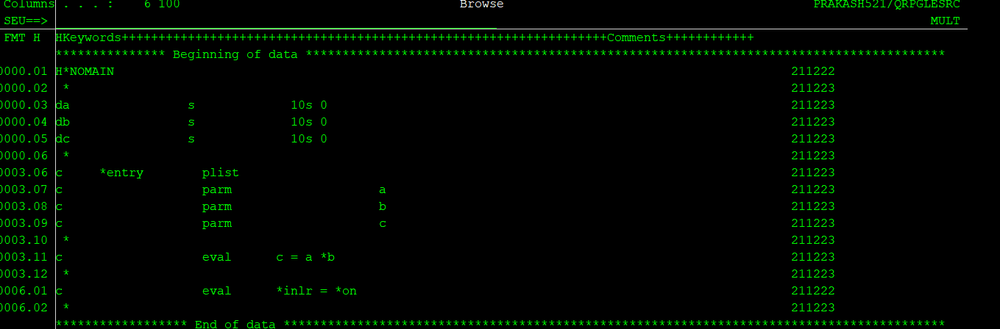 Columns . . . :    6 100                                      Browse                                          PRAKASH521/QRPGLESRC
SEU==>                                                                                                                        MULT
FMT H  HKeywords++++++++++++++++++++++++++++++++++++++++++++++++++++++++++++++++++Comments++++++++++++
       *************** Beginning of data ***************************************************************************************
0000.01 H*NOMAIN                                                                                            211222
0000.02  *                                                                                                  211223
0000.03 da                s             10s 0                                                               211223
0000.04 db                s             10s 0                                                               211223
0000.05 dc                s             10s 0                                                               211223
0000.06  *                                                                                                  211223
0003.06 c     *entry        plist                                                                           211223
0003.07 c                   parm                    a                                                       211223
0003.08 c                   parm                    b                                                       211223
0003.09 c                   parm                    c                                                       211223
0003.10  *                                                                                                  211223
0003.11 c                   eval      c = a *b                                                              211223
0003.12  *                                                                                                  211223
0006.01 c                   eval      *inlr = *on                                                           211222
0006.02  *                                                                                                  211223
       ****************** End of data ******************************************************************************************